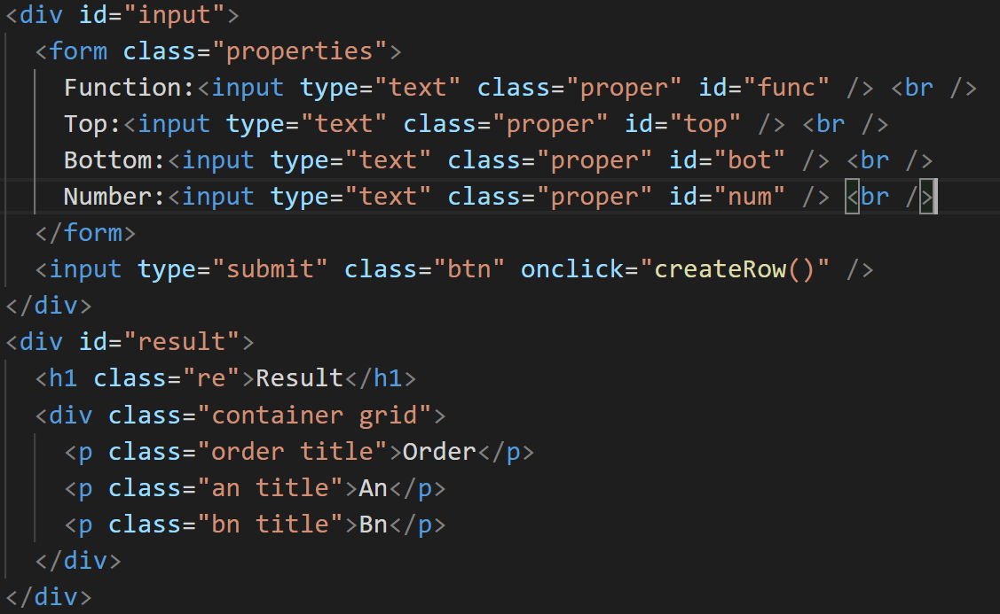 <div id="input">
<form class="properties">
Function:<input type="text" class="proper" id="func" /> <br />
Top:<input type="text" class="proper" id="top" /> <br />
Bottom:<input type="text" class="proper" id="bot" /> <br />
Number:<input type="text" class="proper" id="num" /> <br />
</form>
<input type="submit" class="btn" onclick="createRow()" />
</div>
<div id="result">
<h1 class="re">Result</h1>
<div class="container grid">
<p class="order title">Order</p>
<p class="an title">An</p>
<p class="bn title">Bn</p>
</div>
</div>